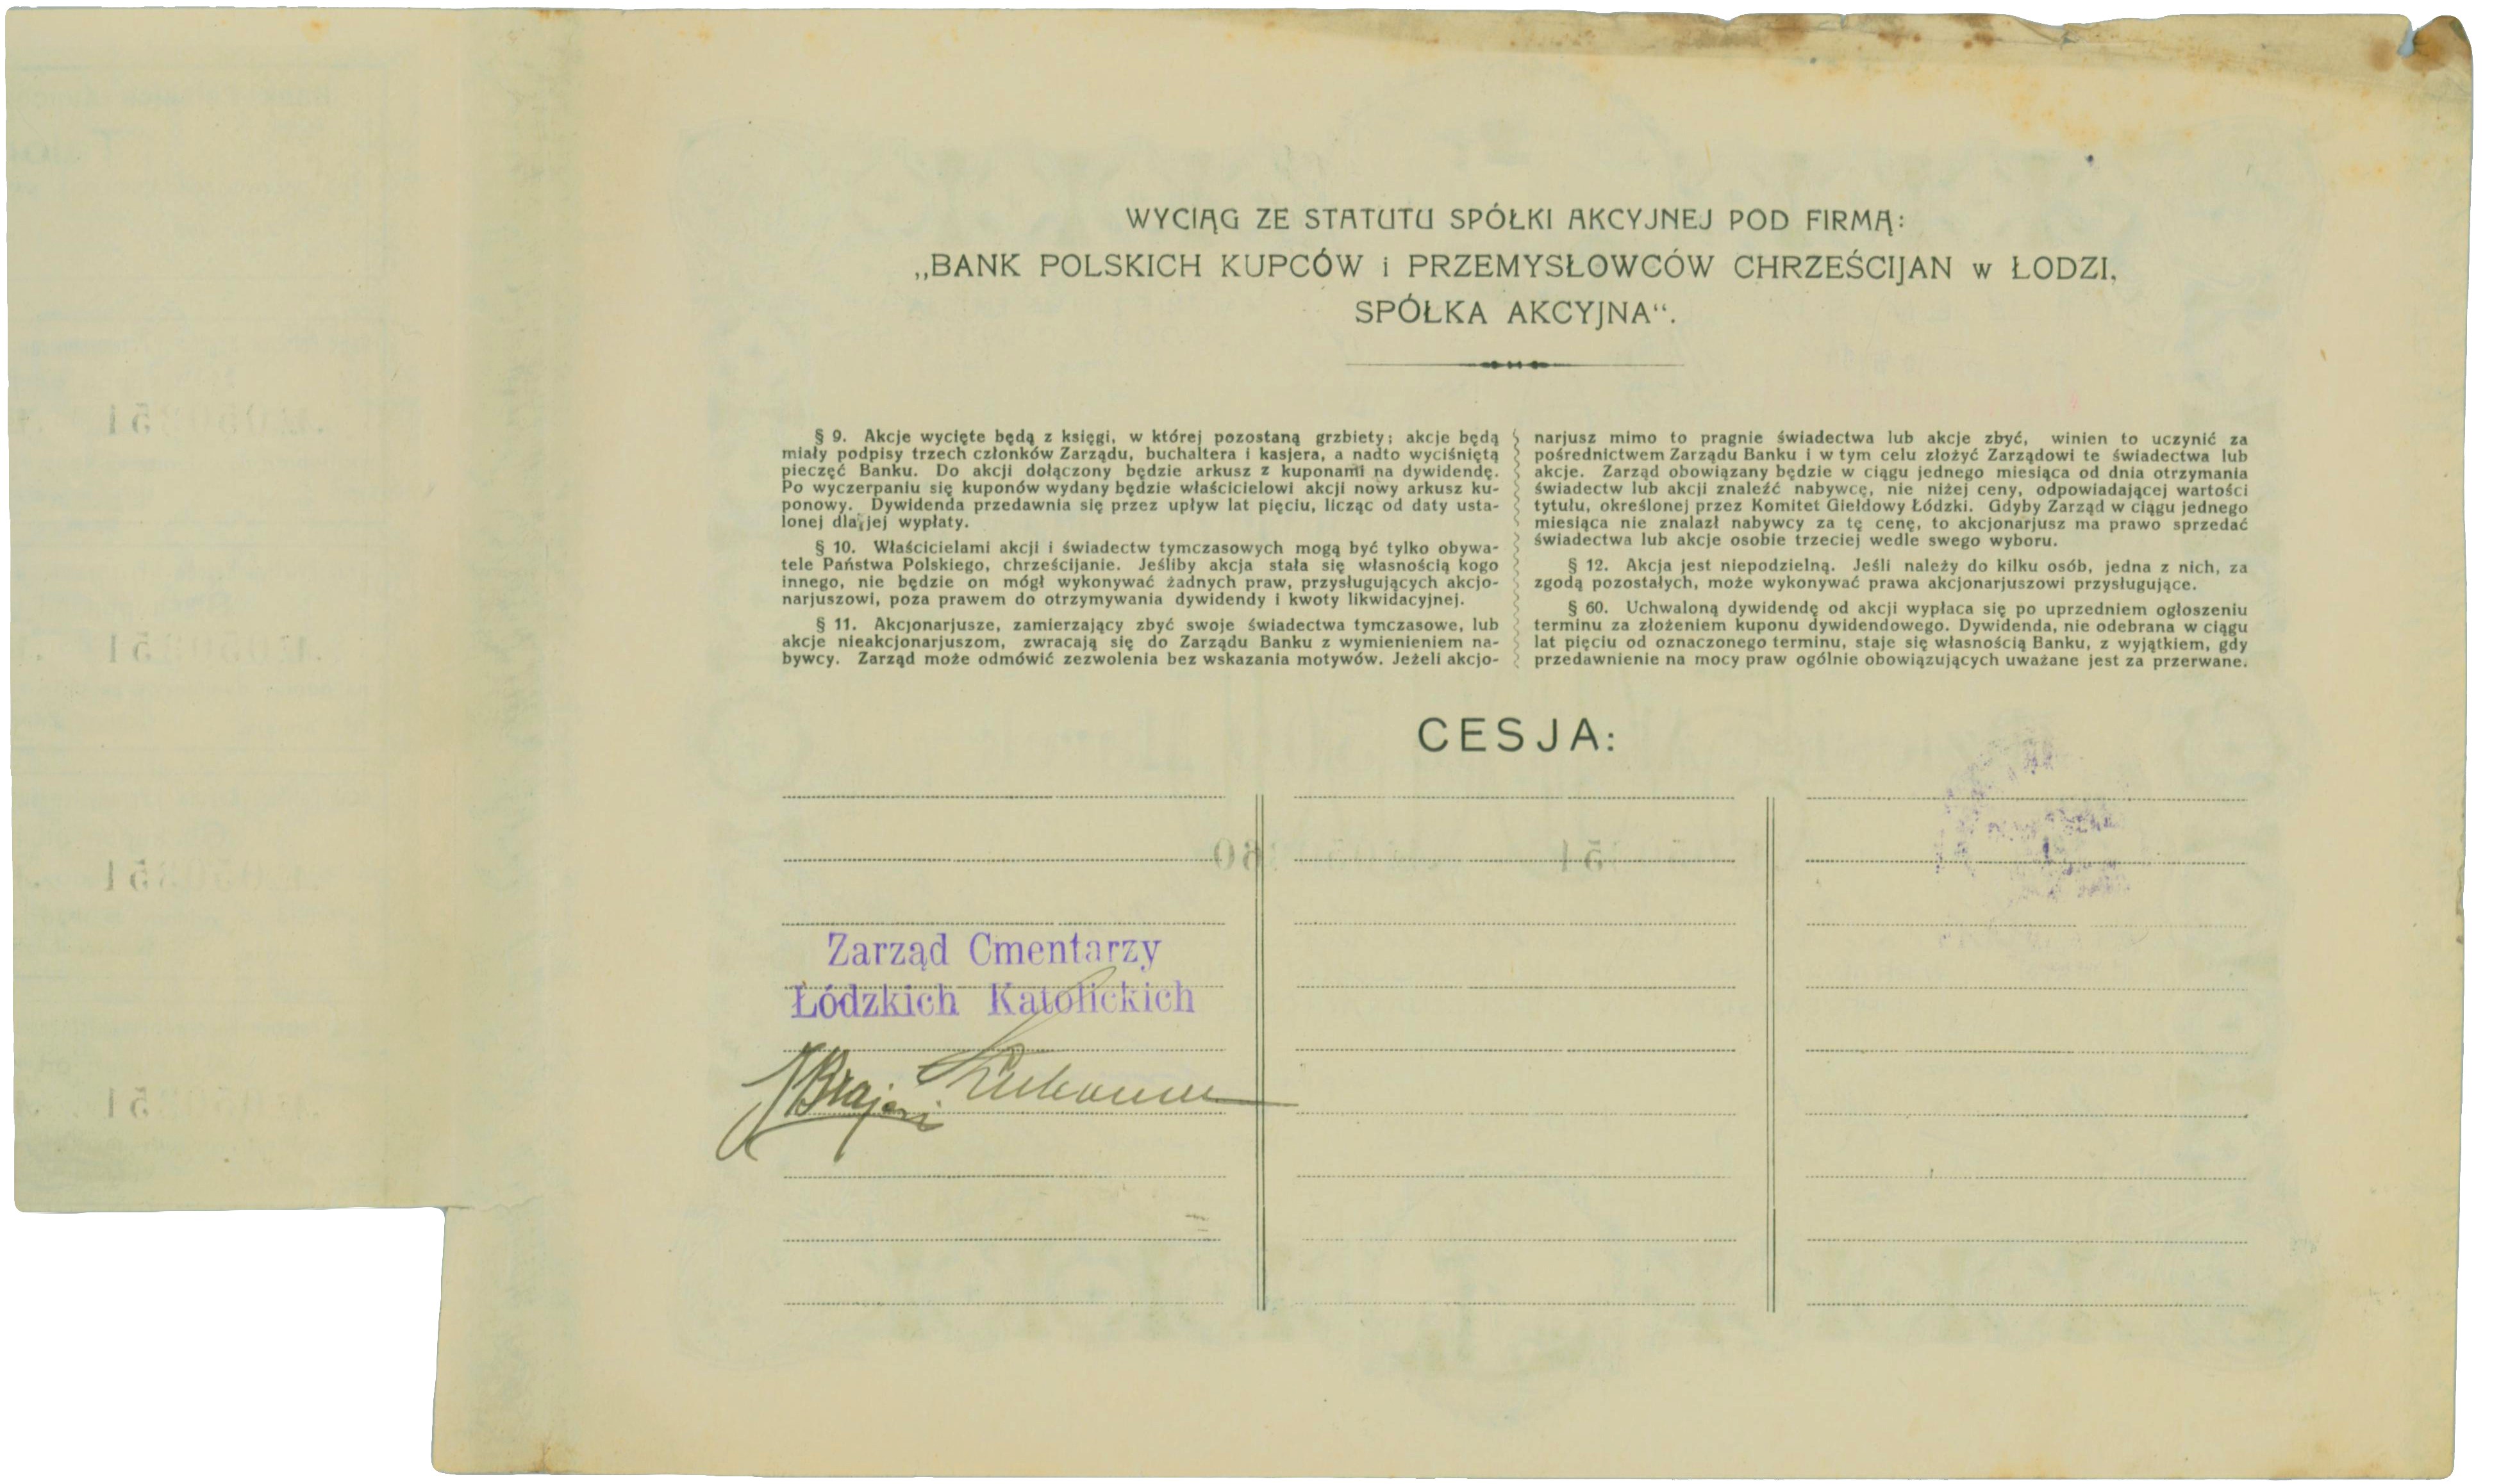 WYCIĄG ZE STATUTU SPÓŁKI AKCYJNEJ POD FIRMĄ:
„BANK POLSKICH KUPCÓW i PRZEMYSŁOWCÓW CHRZEŚCIJAN w ŁODZI,
SPÓŁKA AKCYJNA“.
§ 9. Akcje wycięte będą z księgi, w której pozostaną grzbiety; akcje będą
miały podpisy trzech członków Zarządu, buchaltera i kasjera, a nadto wyciśniętą
pieczęć Banku. Do akcji dołączony będzie arkusz z kuponami na dywidendę.
Po wyczerpaniu się kuponów wydany będzie właścicielowi akcji nowy arkusz ku-
ponowy. Dywidenda przedawnia się przez upływ lat pięciu, licząc od daty usta-
lonej dla jej wypłaty.
§ 10. Właścicielami akcji i świadectw tymczasowych mogą być tylko obywa-
tele Państwa Polskiego, chrześcijanie. Jeśliby akcja stała się własnością kogo
innego, nie będzie on mógł wykonywać żadnych praw, przysługujących akcjo-
narjuszowi, poza prawem do otrzymywania dywidendy i kwoty likwidacyjnej.
§ 11. Akcjonarjusze, zamierzający zbyć swoje świadectwa tymczasowe, lub
akcje nieakcjonarjuszom, zwracają się do Zarządu Banku z wymienieniem na-
bywcy. Zarząd może odmówić zezwolenia bez wskazania motywów. Jeżeli akcjo-
narjusz mimo to pragnie świadectwa lub akcje zbyć, winien to uczynić za
pośrednictwem Zarządu Banku i w tym celu złożyć Zarządowi te świadectwa lub
akcje. Zarząd obowiązany będzie w ciągu jednego miesiąca od dnia otrzymania
świadectw lub akcji znaleźć nabywcę, nie niżej ceny, odpowiadającej wartości
tytułu, określonej przez Komitet Giełdowy Łódzki. Gdyby Zarząd w ciągu jednego
miesiąca nie znalazł nabywcy za tę cenę, to akcjonarjusz ma prawo sprzedać
świadectwa lub akcje osobie trzeciej wedle swego wyboru.
§ 12. Akcja jest niepodzielną. Jeśli należy do kilku osób, jedna z nich, za
zgodą pozostałych, może wykonywać prawa akcjonarjuszowi przysługujące.
§ 60. Uchwaloną dywidendę od akcji wypłaca się po uprzedniem ogłoszeniu
terminu za złożeniem kuponu dywidendowego. Dywidenda, nie odebrana w ciągu
lat pięciu od oznaczonego terminu, staje się własnością Banku, z wyjątkiem, gdy
przedawnienie na mocy praw ogólnie obowiązujących uważane jest za przerwane.
CESJA:
Zarząd Cmentarzy
Łódzkich Katolickich